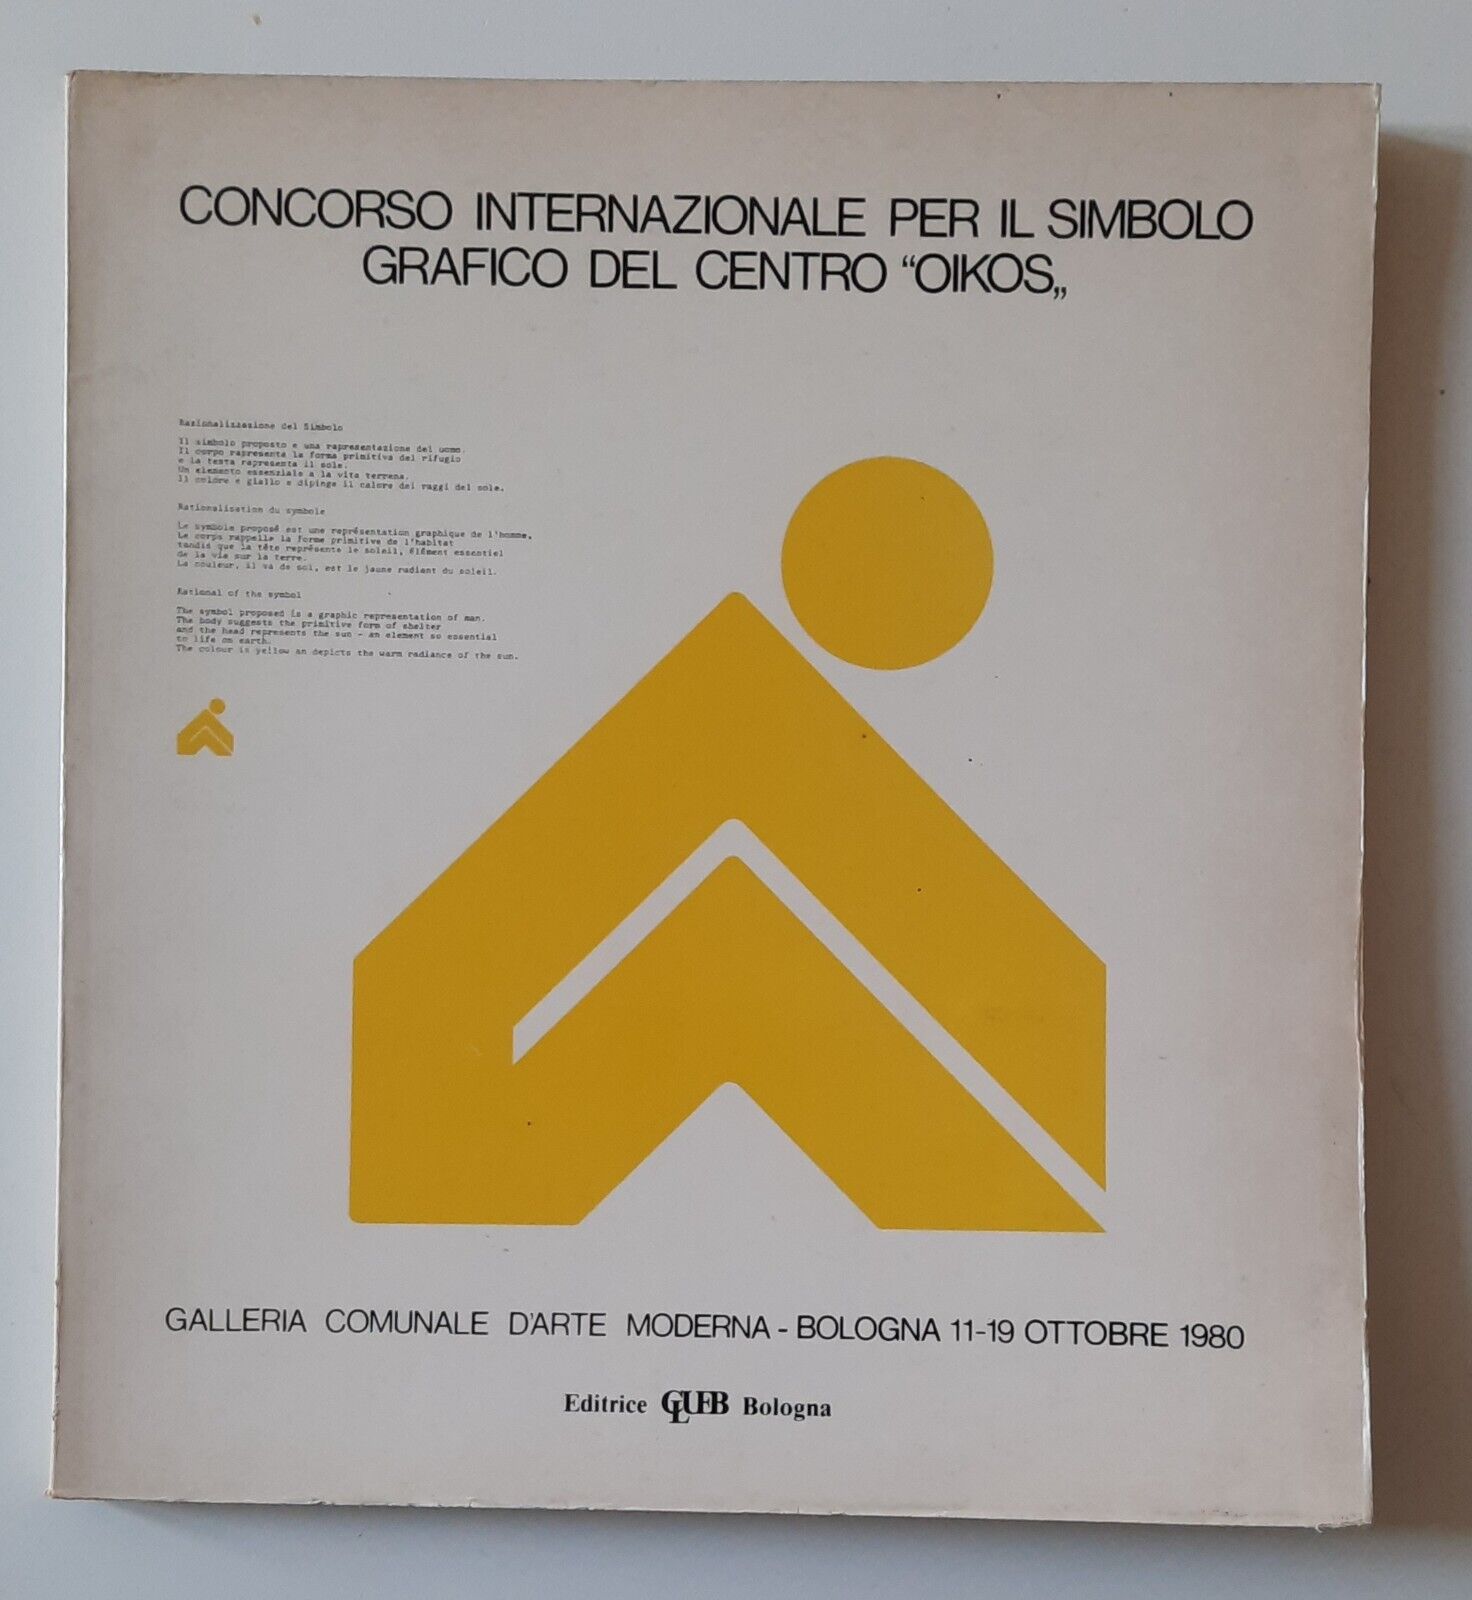 CONCORSO INTERNAZIONALE PER IL SIMBOLO
GRAFICO DEL CENTRO “OIKOS„
Razionalizzazione del Simbolo
Il simbolo proposto e una rapresentazione del uomo.
Il corpo rapresenta la forma primitiva del rifugio
e la testa rapresenta il sole.
Un elemento essenziale a la vita terrena.
Il colore e giallo e dipinge il calore dei raggi del sole.
Rationalisation du symbole
Le symbole proposé est une représentation graphique de l'homme,
Le corps rappelle la forme primitive de l'habitat
tandis que la tête représente le soleil, élément essentiel
de la vie sur la terre.
La couleur, il va de soi, est le jaune radiant du soleil.
Rational of the symbol
The symbol proposed is a graphic representation of man.
The body suggests the primitive form of shelter
and the head represents the sun - an element so essential
to life on earth.
The colour is yellow an depicts the warm radiance of the sun.
GALLERIA COMUNALE D'ARTE MODERNA - BOLOGNA 11-19 OTTOBRE 1980
Editrice CLUEB Bologna